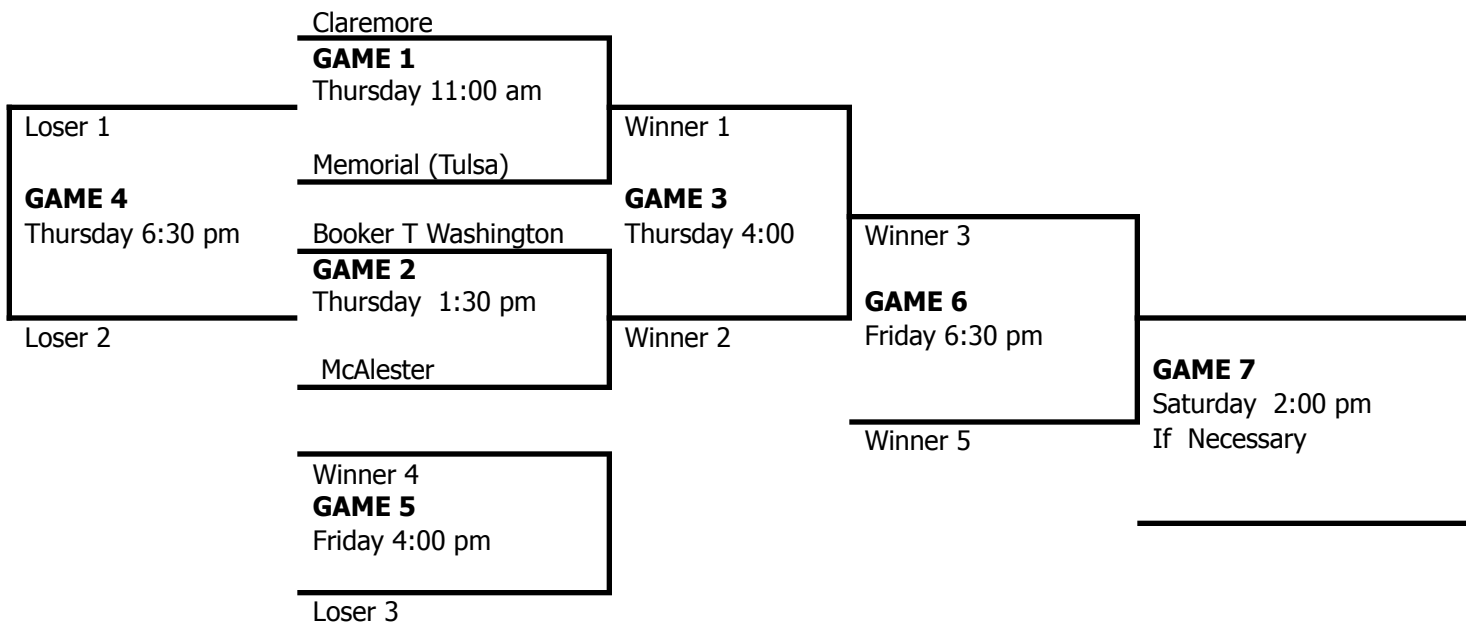 Claremore
GAME 1
Thursday 11:00 am
Memorial (Tulsa)
Loser 1
GAME 4
Thursday 6:30 pm
Loser 2
Booker T Washington
GAME 2
Thursday 1:30 pm
McAlester
Winner 1
GAME 3
Thursday 4:00
Winner 2
Winner 3
GAME 6
Friday 6:30 pm
Winner 5
GAME 7
Saturday 2:00 pm
If Necessary
Winner 4
GAME 5
Friday 4:00 pm
Loser 3